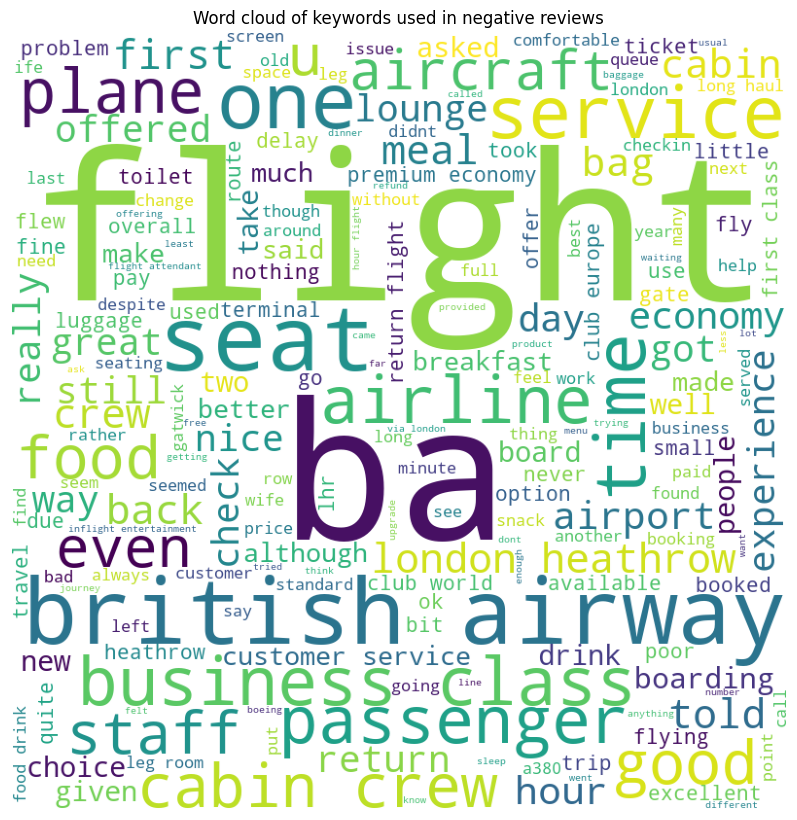 Word cloud of keywords used in negative reviews
problem first u screen issue asked comfortable ticket usual
ife old space leg queue cabin
plane one aircraft lounge london baggage long haul
offered delay called didnt service
dinner meal took checkin little
last toilet route much premium economy bag next
refund
flight
change take without offer best year many fly first class
flew offering though around hour flight
fine overall said
need least make nothing full use waiting help
flight attendant pay return flight club europe gate
despite used terminal provided
luggage seat came product day economy lot
really great seating far breakfast time got less
ask go feel work served
still two airline made
crew better gatwick free via london thing menu trying well business experience
rather nice long board small
food getting ba minute never people
find seem seemed row lhr see option paid found
way back check wife snack airport
due price upgrade another booking
inflight entertainment dont want
even although london heathrow
travel bad always customer tried think enough
journey standard club world available booked
british airway
left say ok bit
new heathrow customer service drink poor
business class going line boarding number
quite felt boeing anything told call
staff passenger
put flying
food drink choice leg room return a380 sleep trip point
given cabin crew know hour went good excellent different